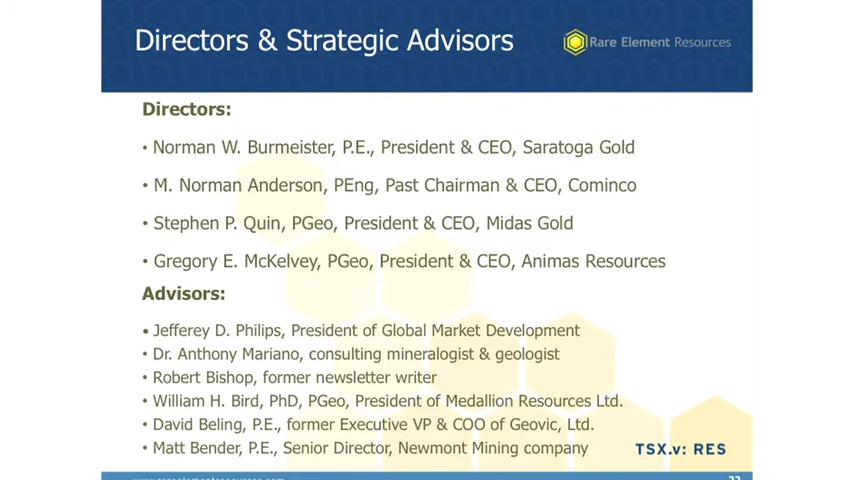 Directors & Strategic Advisors
Rare Element Resources
Directors:
• Norman W. Burmeister, P.E., President & CEO, Saratoga Gold
• M. Norman Anderson, PEng, Past Chairman & CEO, Cominco
• Stephen P. Quin, PGeo, President & CEO, Midas Gold
• Gregory E. McKelvey, PGeo, President & CEO, Animas Resources
Advisors:
• Jefferey D. Philips, President of Global Market Development
• Dr. Anthony Mariano, consulting mineralogist & geologist
• Robert Bishop, former newsletter writer
• William H. Bird, PhD, PGeo, President of Medallion Resources Ltd.
• David Beling, P.E., former Executive VP & COO of Geovic, Ltd.
• Matt Bender, P.E., Senior Director, Newmont Mining company
TSX.v: RES